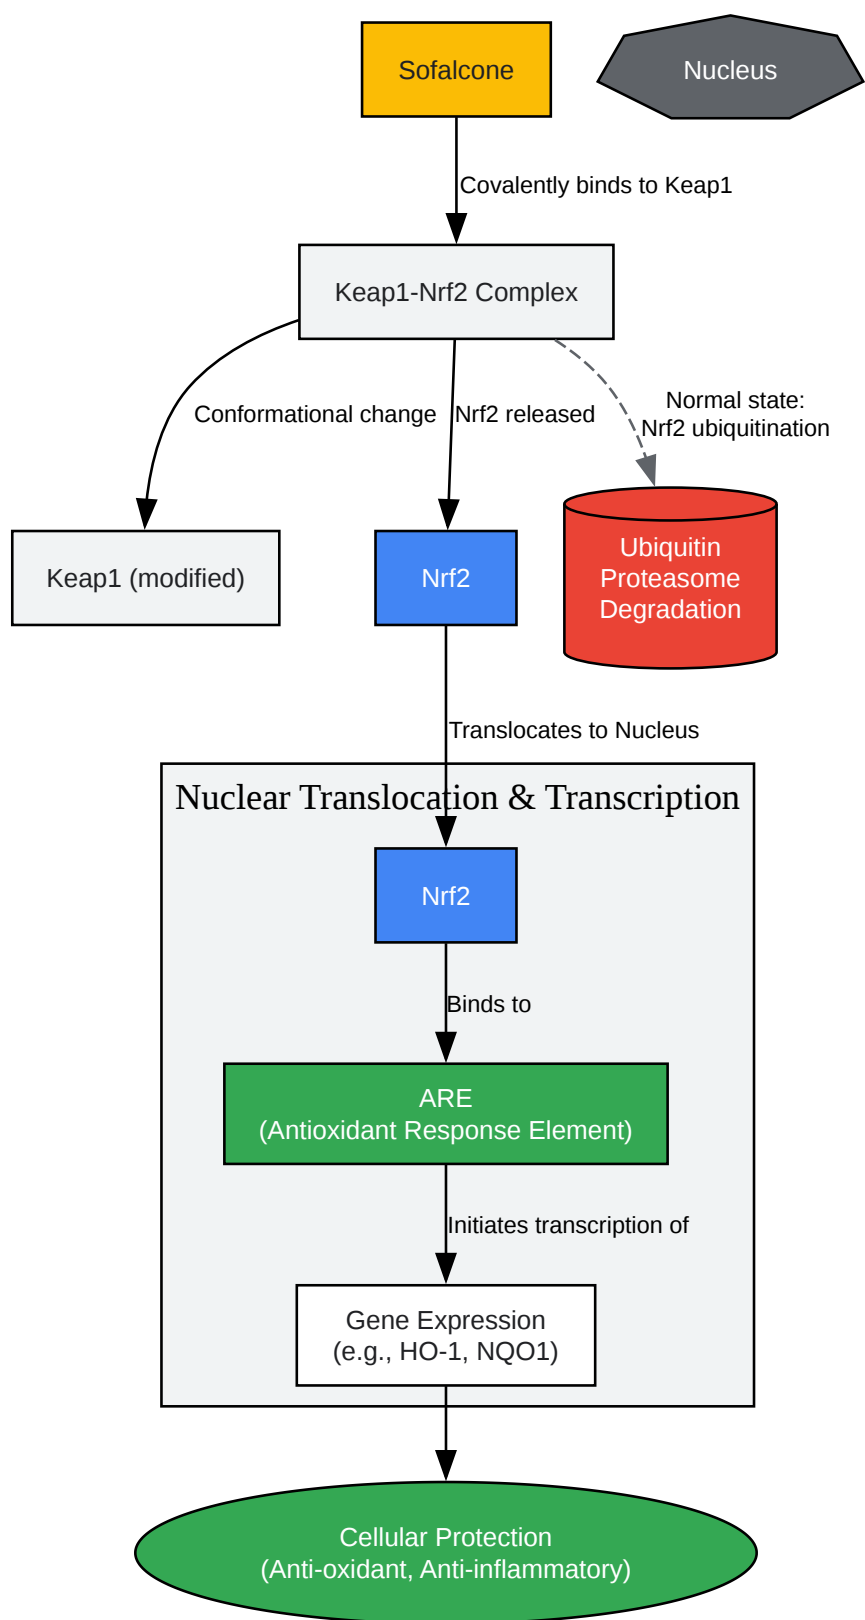 Sofalcone
Nucleus
Covalently binds to Keap1
Keap1-Nrf2 Complex
Conformational change
Nrf2 released
Normal state:
Nrf2 ubiquitination
Keap1 (modified)
Nrf2
Ubiquitin
Proteasome
Degradation
Translocates to Nucleus
Nuclear Translocation & Transcription
Nrf2
Binds to
ARE
(Antioxidant Response Element)
Initiates transcription of
Gene Expression
(e.g., HO-1, NQO1)
Cellular Protection
(Anti-oxidant, Anti-inflammatory)